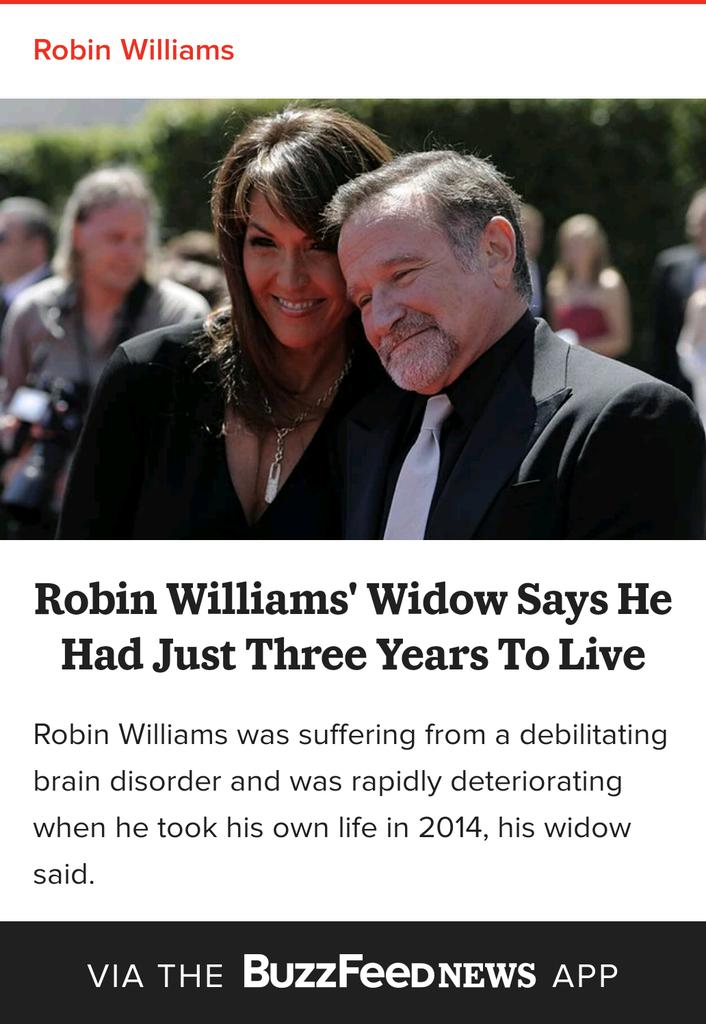 Robin Williams
Robin Williams' Widow Says He
Had Just Three Years To Live
Robin Williams was suffering from a debilitating
brain disorder and was rapidly deteriorating
when he took his own life in 2014, his widow
said.
VIA THE BuzzFeedNEWS APP